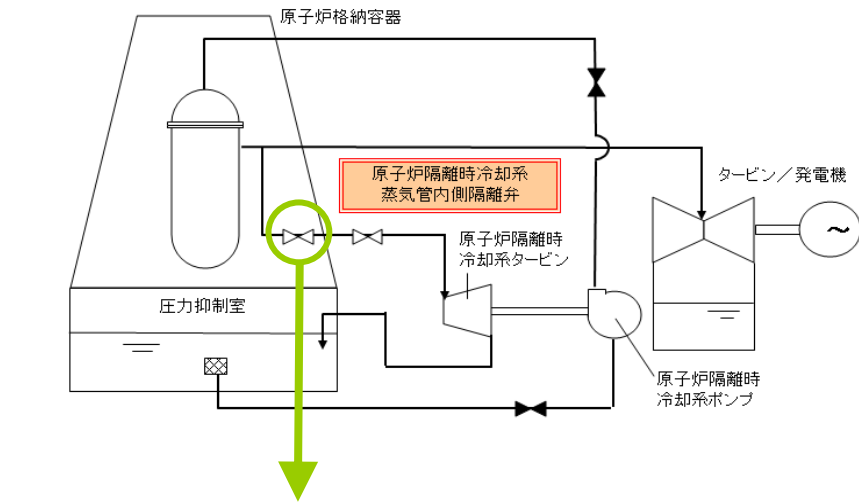 原子炉格納容器
原子炉隔離時冷却系
蒸気管内側隔離弁
タービン／発電機
原子炉隔離時
冷却系タービン
圧力抑制室
原子炉隔離時
冷却系ポンプ